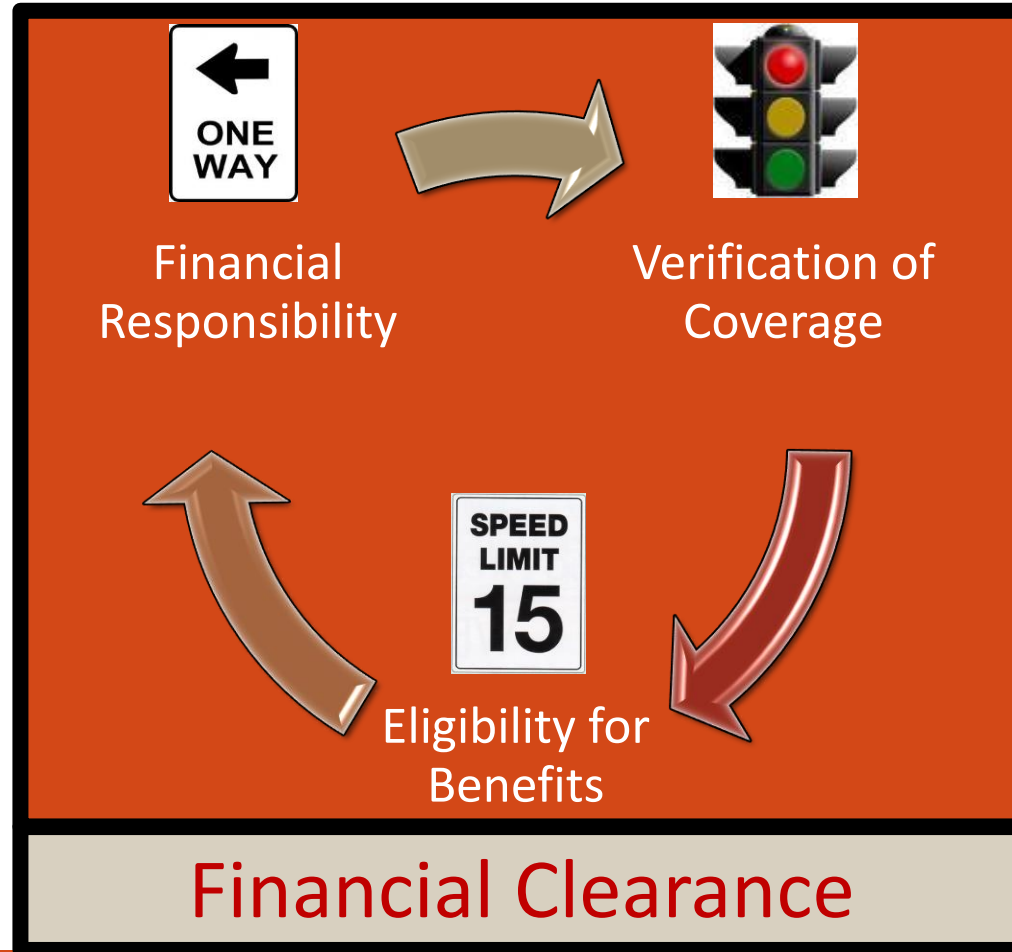 ONE
WAY
Financial
Responsibility
Verification of
Coverage
SPEED
LIMIT
15
Eligibility for
Benefits
Financial Clearance